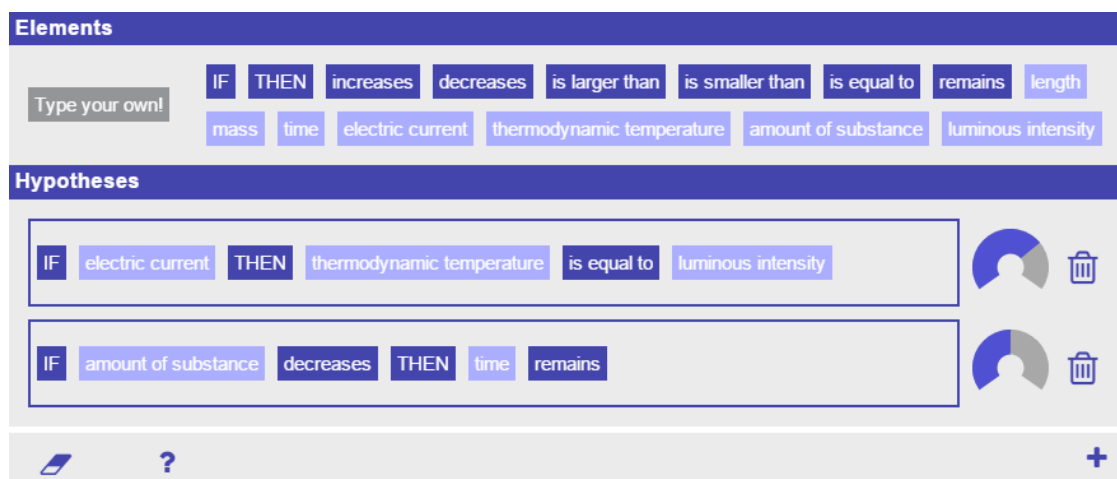 Elements
Type your own!
IF THEN increases decreases is larger than is smaller than is equal to remains length
mass time electric current thermodynamic temperature amount of substance luminous intensity
Hypotheses
IF electric current THEN thermodynamic temperature is equal to luminous intensity
IF amount of substance decreases THEN time remains
? +